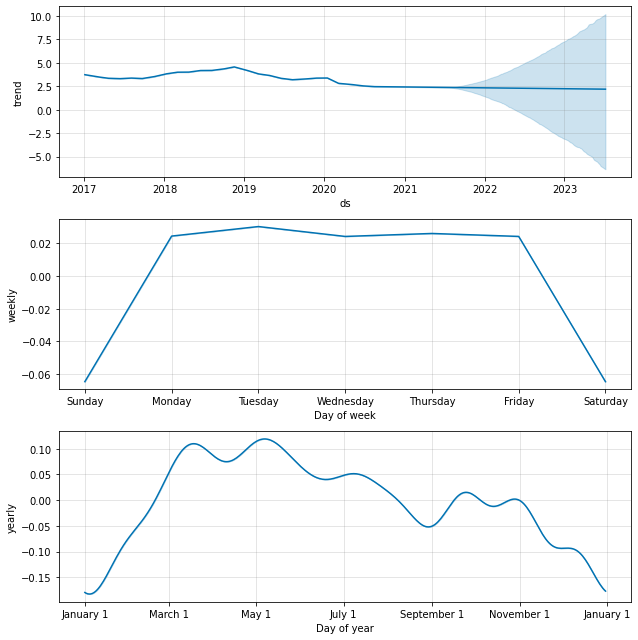 10.0
7.5
5.0
2.5
0.0
−2.5
−5.0
trend
2017 2018 2019 2020 2021 2022 2023
ds
0.02
0.00
−0.02
−0.04
−0.06
weekly
Sunday Monday Tuesday Wednesday Thursday Friday Saturday
Day of week
0.10
0.05
0.00
−0.05
−0.10
−0.15
yearly
January 1 March 1 May 1 July 1 September 1 November 1 January 1
Day of year